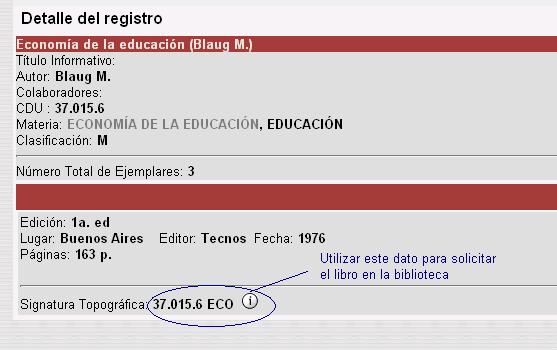 Detalle del registro
Economía de la educación (Blaug M.)
Título Informativo:
Autor: Blaug M.
Colaboradores:
CDU : 37.015.6
Materia: ECONOMÍA DE LA EDUCACIÓN, EDUCACIÓN
Clasificación: M
Número Total de Ejemplares: 3
Edición: 1a. ed
Lugar: Buenos Aires Editor: Tecnos Fecha: 1976
Páginas: 163 p.
Utilizar este dato para solicitar
el libro en la biblioteca
Signatura Topográfica: 37.015.6 ECO i